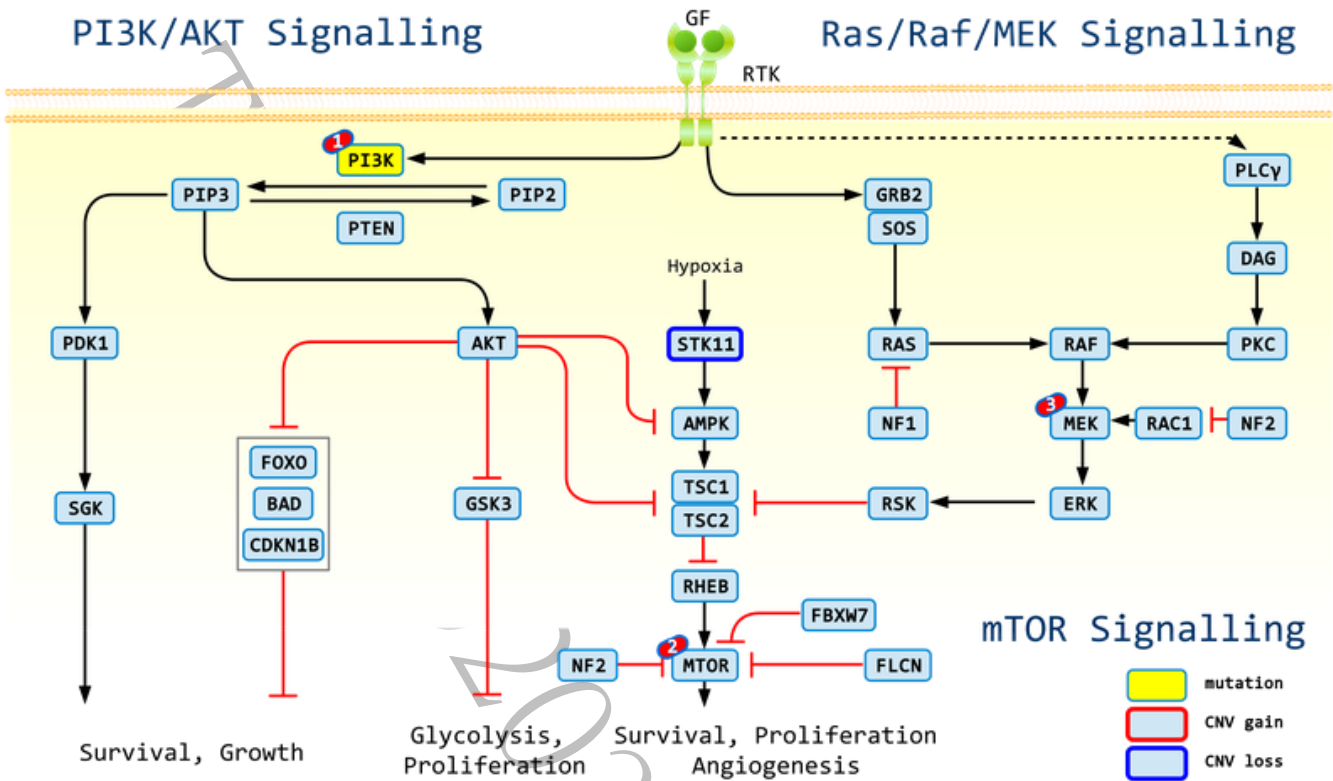 PI3K/AKT Signalling
GF
Ras/Raf/MEK Signalling
RTK
1
PI3K
PLCγ
PIP3
PIP2
GRB2
PTEN
SOS
DAG
Hypoxia
PDK1
AKT
STK11
RAS
RAF
PKC
3
AMPK
NF1
MEK
RAC1
NF2
FOXO
TSC1
SGK
BAD
GSK3
TSC2
RSK
ERK
CDKN1B
RHEB
FBXW7
mTOR Signalling
2
NF2
MTOR
FLCN
mutation
CNV gain
Survival, Growth
Glycolysis,
Proliferation
Survival, Proliferation
Angiogenesis
CNV loss